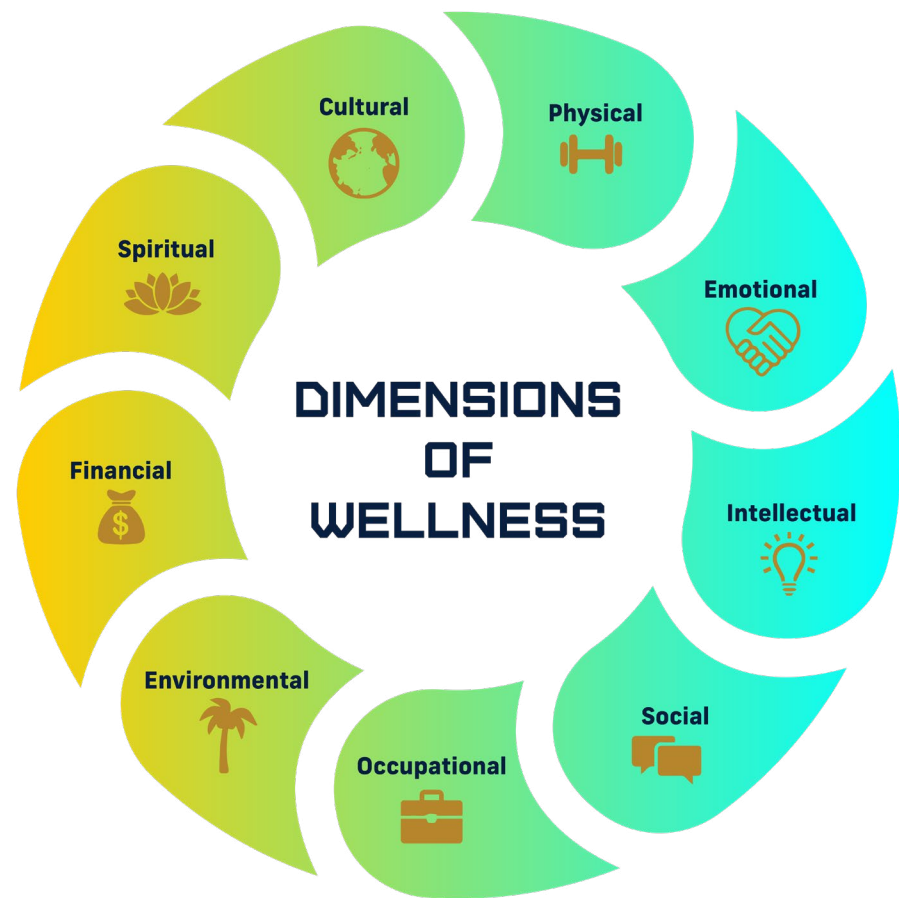 DIMENSIONS
OF
WELLNESS
Physical
Emotional
Intellectual
Social
Occupational
Environmental
Financial
$
Spiritual
Cultural